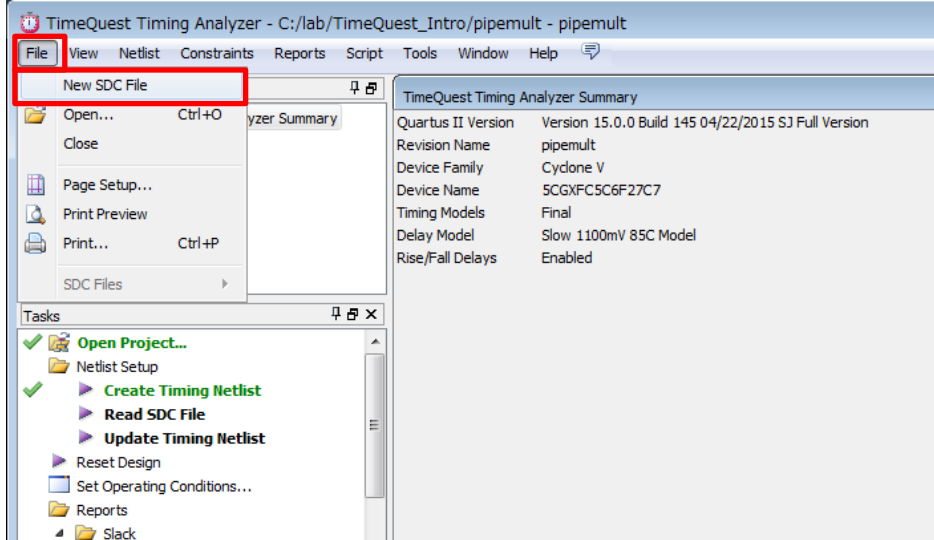 TimeQuest Timing Analyzer - C:/lab/TimeQuest_Intro/pipemult - pipemult
File View Netlist Constraints Reports Script Tools Window Help
New SDC File
Open... Ctrl+O
Close
Page Setup...
Print Preview
Print... Ctrl+P
SDC Files
yzer Summary
TimeQuest Timing Analyzer Summary
Quartus II Version Version 15.0.0 Build 145 04/22/2015 SJ Full Version
Revision Name pipemult
Device Family Cyclone V
Device Name 5CGXFC5C6F27C7
Timing Models Final
Delay Model Slow 1100mV 85C Model
Rise/Fall Delays Enabled
Tasks
Open Project...
Netlist Setup
Create Timing Netlist
Read SDC File
Update Timing Netlist
Reset Design
Set Operating Conditions...
Reports
Slack